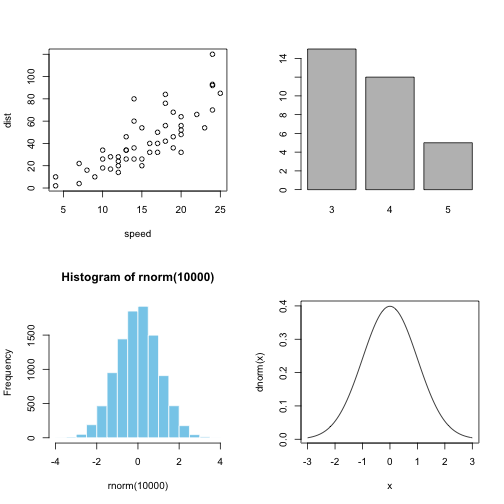 dist
0 20 40 60 80 100
5 10 15 20 25
speed
0 2 4 6 8 10 14
3 4 5
Histogram of rnorm(10000)
Frequency
0 500 1000 1500
-4 -2 0 2 4
rnorm(10000)
dnorm(x)
0.0 0.1 0.2 0.3 0.4
-3 -2 -1 0 1 2 3
x